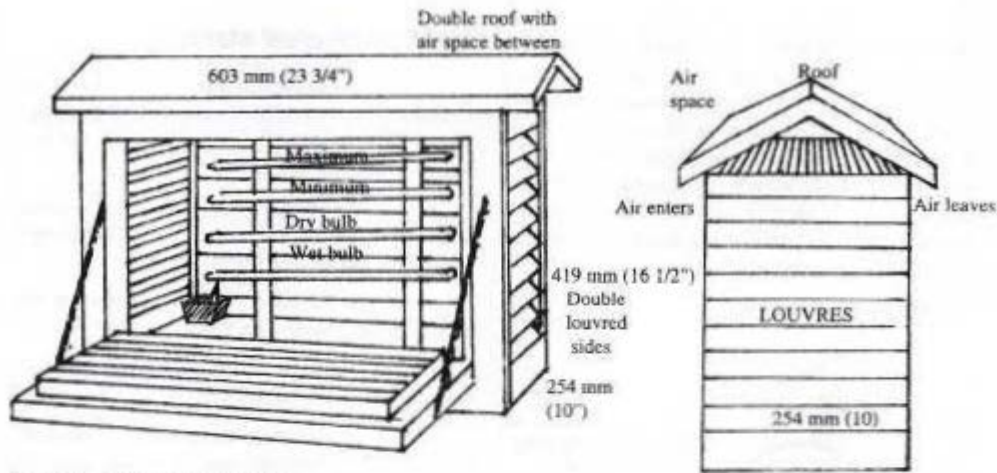 Double roof with
air space between
603 mm (23 3/4")
Maximum
Minimum
Dry bulb
Wet bulb
419 mm (16 1/2")
Double
louvred
sides
254 mm
(10")
Air
space
Roof
Air enters
Air leaves
LOUVRES
254 mm (10)